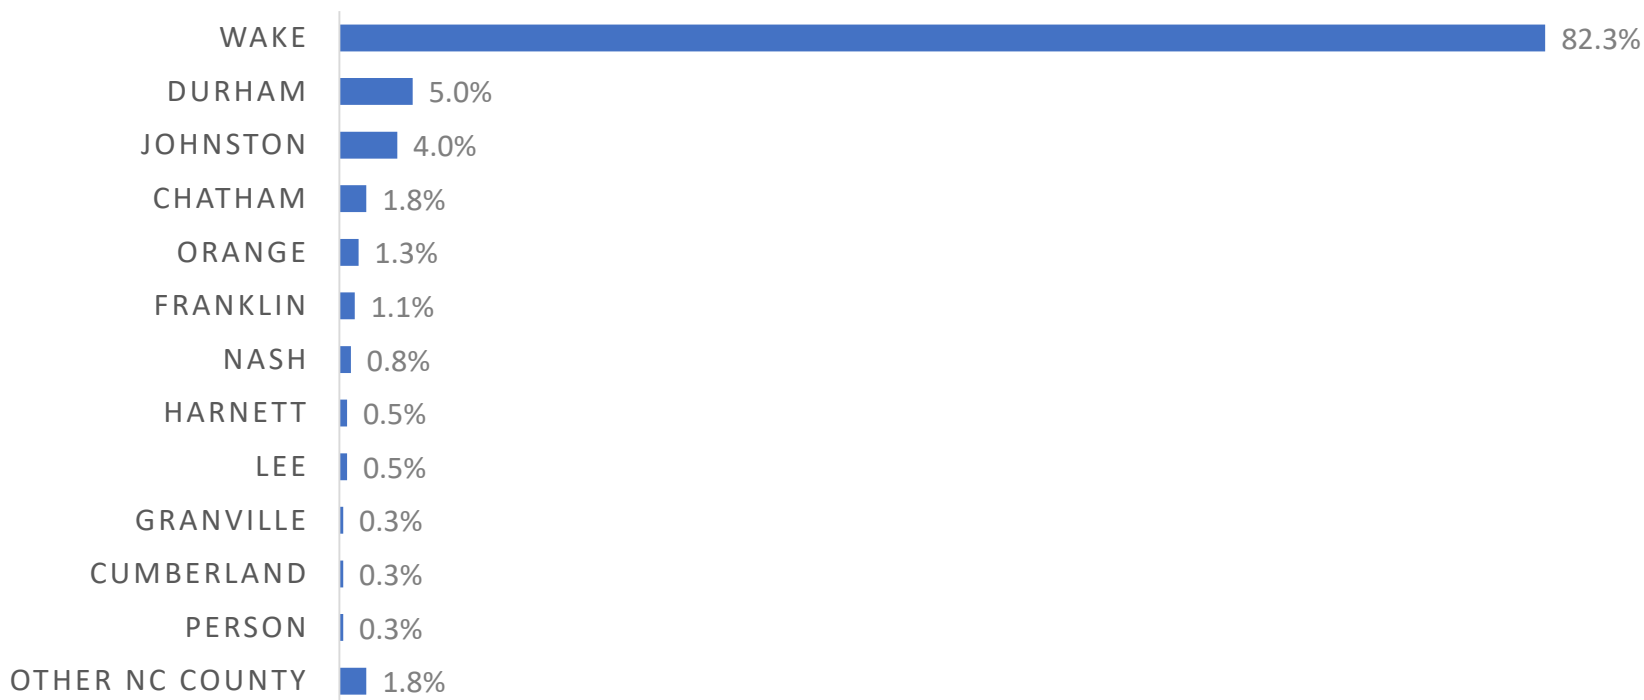 WAKE 82.3%
DURHAM 5.0%
JOHNSTON 4.0%
CHATHAM 1.8%
ORANGE 1.3%
FRANKLIN 1.1%
NASH 0.8%
HARNETT 0.5%
LEE 0.5%
GRANVILLE 0.3%
CUMBERLAND 0.3%
PERSON 0.3%
OTHER NC COUNTY 1.8%